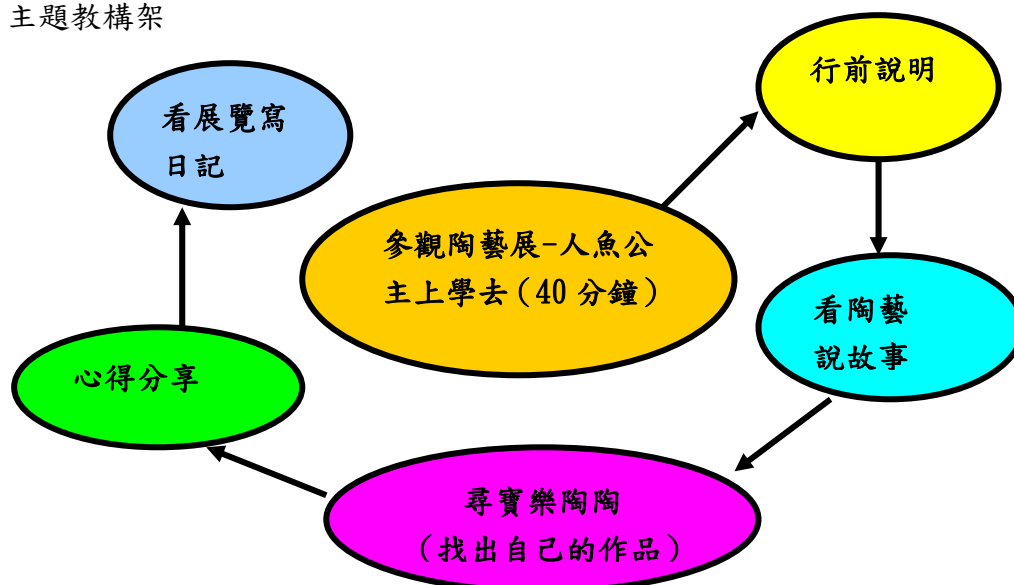 主題教構架
參觀陶藝展-人魚公
主上學去(40 分鐘)
行前說明
看陶藝
說故事
尋寶樂陶陶
(找出自己的作品)
心得分享
看展覽寫
日記